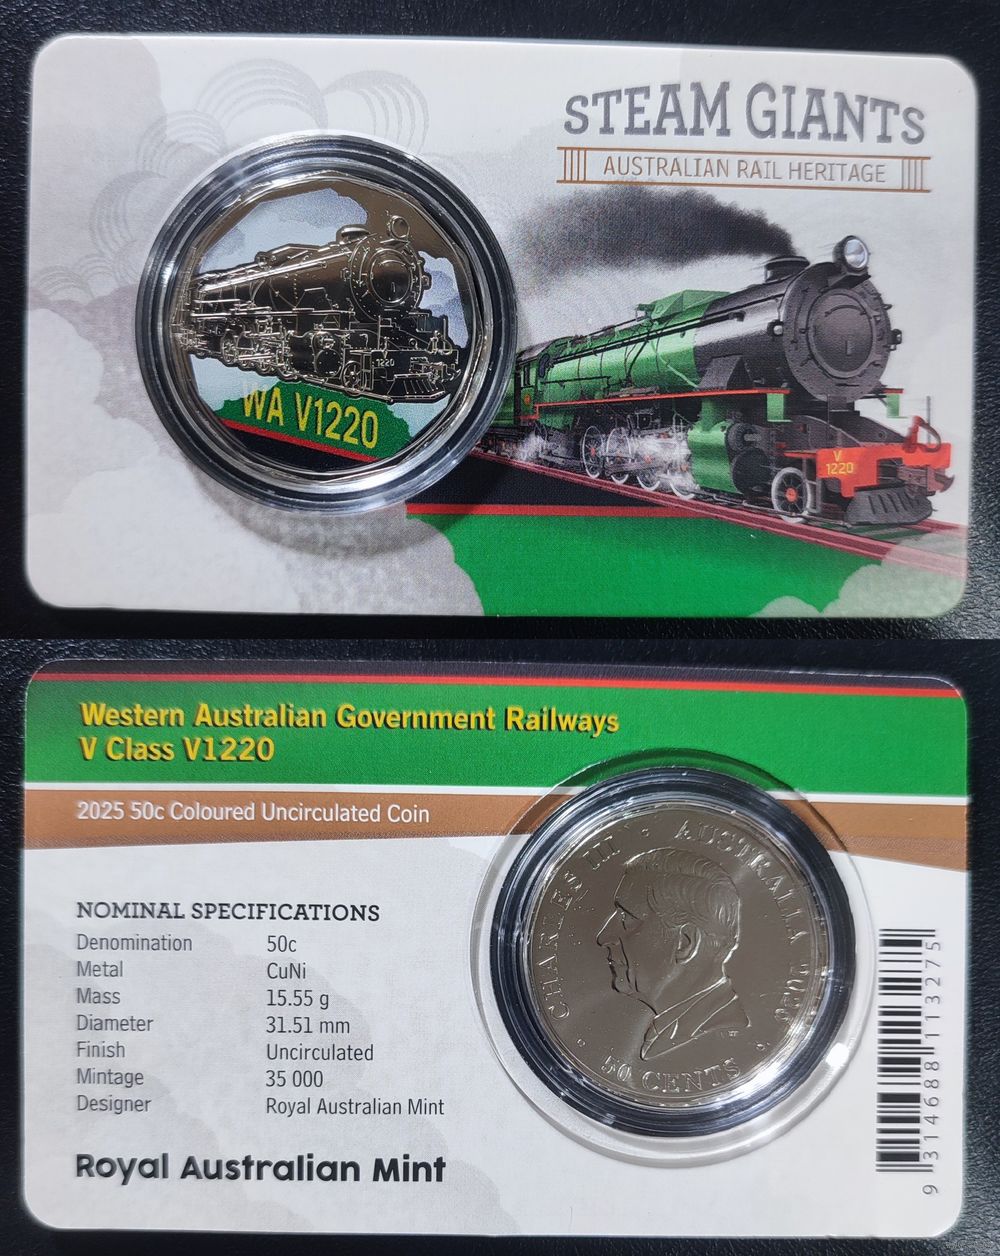 STEAM GIANTS
AUSTRALIAN RAIL HERITAGE
1220
WA V1220
V
1220
Western Australian Government Railways
V Class V1220
2025 50c Coloured Uncirculated Coin
NOMINAL SPECIFICATIONS
Denomination 50c
Metal CuNi
Mass 15.55 g
Diameter 31.51 mm
Finish Uncirculated
Mintage 35 000
Designer Royal Australian Mint
Royal Australian Mint
CHARLES III AUSTRALIA
50 CENTS
9 314688 113275